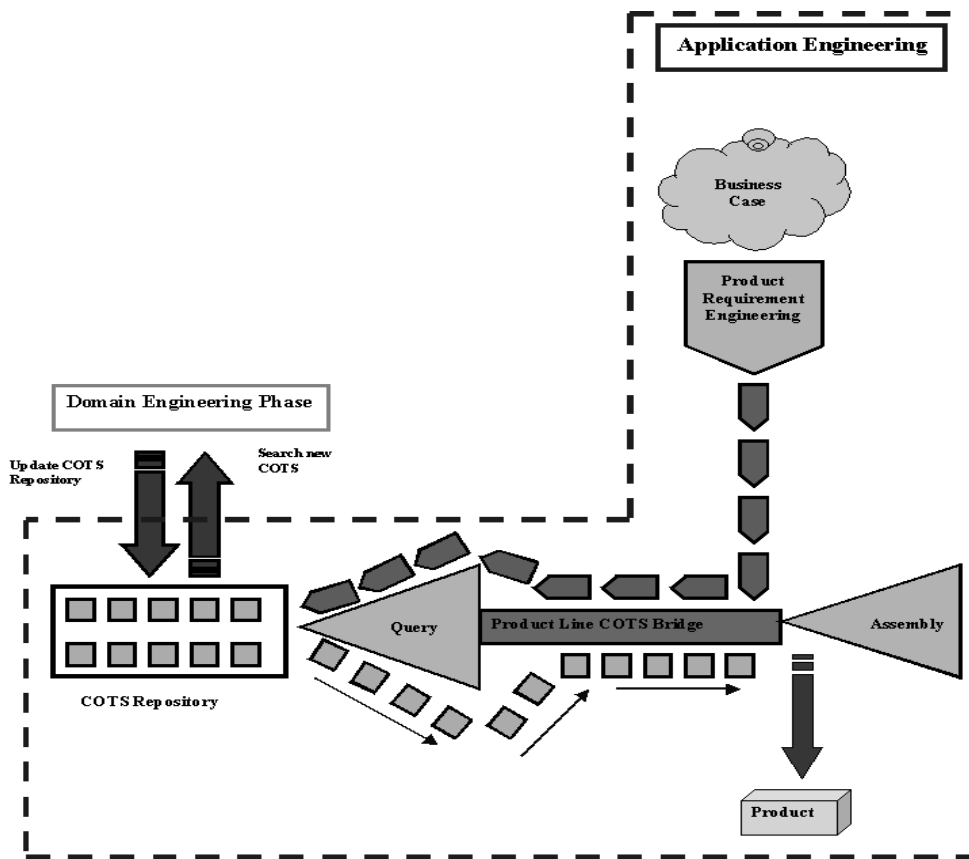 Application Engineering
Business
Case
Product
Requirement
Engineering
Domain Engineering Phase
Update COTS
Repository
Search new
COTS
Query
Product Line COTS Bridge
Assembly
COTS Repository
Product